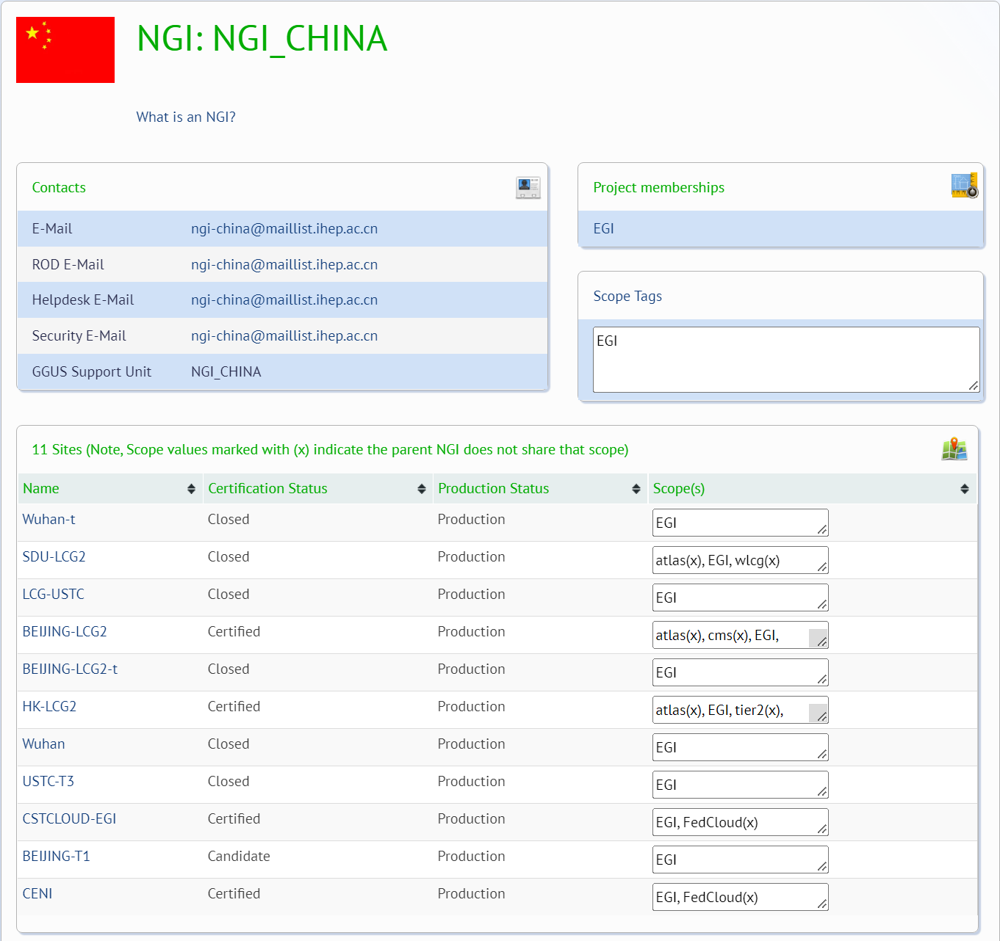 NGI: NGI_CHINA
What is an NGI?
Contacts
E-Mail ngi-china@maillist.ihep.ac.cn
ROD E-Mail ngi-china@maillist.ihep.ac.cn
Helpdesk E-Mail ngi-china@maillist.ihep.ac.cn
Security E-Mail ngi-china@maillist.ihep.ac.cn
GGUS Support Unit NGI_CHINA
Project memberships
EGI
Scope Tags
EGI
11 Sites (Note, Scope values marked with (x) indicate the parent NGI does not share that scope)
Name Certification Status Production Status Scope(s)
Wuhan-t Closed Production EGI
SDU-LCG2 Closed Production atlas(x), EGI, wlcg(x)
LCG-USTC Closed Production EGI
BEIJING-LCG2 Certified Production atlas(x), cms(x), EGI,
BEIJING-LCG2-t Closed Production EGI
HK-LCG2 Certified Production atlas(x), EGI, tier2(x),
Wuhan Closed Production EGI
USTC-T3 Closed Production EGI
CSTCLOUD-EGI Certified Production EGI, FedCloud(x)
BEIJING-T1 Candidate Production EGI
CENI Certified Production EGI, FedCloud(x)